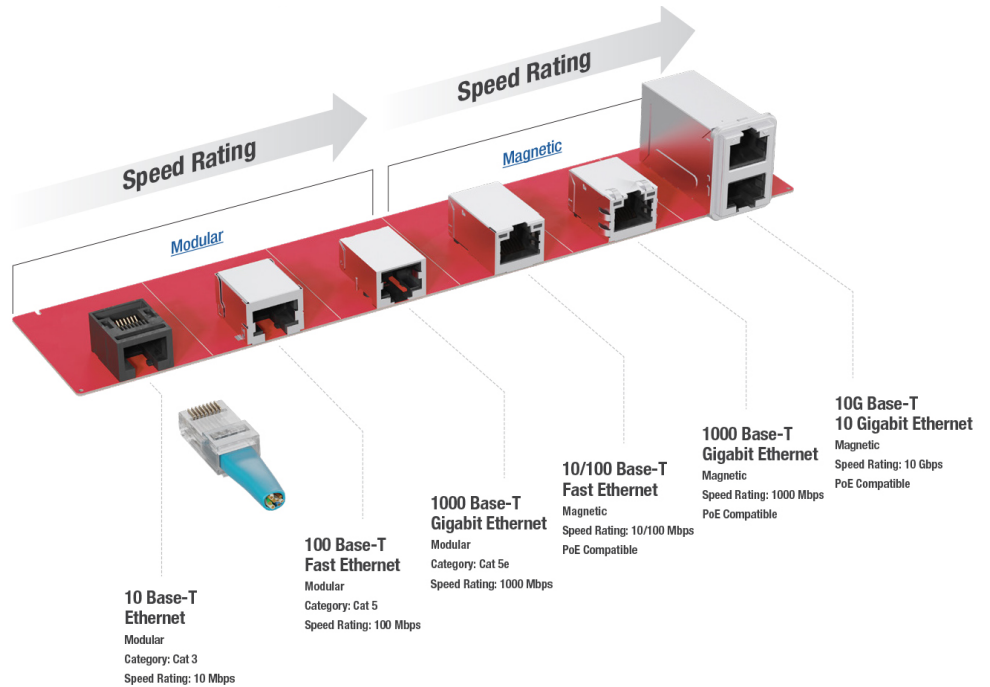 Speed Rating
Speed Rating
Modular
Magnetic
10 Base-T
Ethernet
Modular
Category: Cat 3
Speed Rating: 10 Mbps
100 Base-T
Fast Ethernet
Modular
Category: Cat 5
Speed Rating: 100 Mbps
1000 Base-T
Gigabit Ethernet
Modular
Category: Cat 5e
Speed Rating: 1000 Mbps
10/100 Base-T
Fast Ethernet
Magnetic
Speed Rating: 10/100 Mbps
PoE Compatible
1000 Base-T
Gigabit Ethernet
Magnetic
Speed Rating: 1000 Mbps
PoE Compatible
10G Base-T
10 Gigabit Ethernet
Magnetic
Speed Rating: 10 Gbps
PoE Compatible